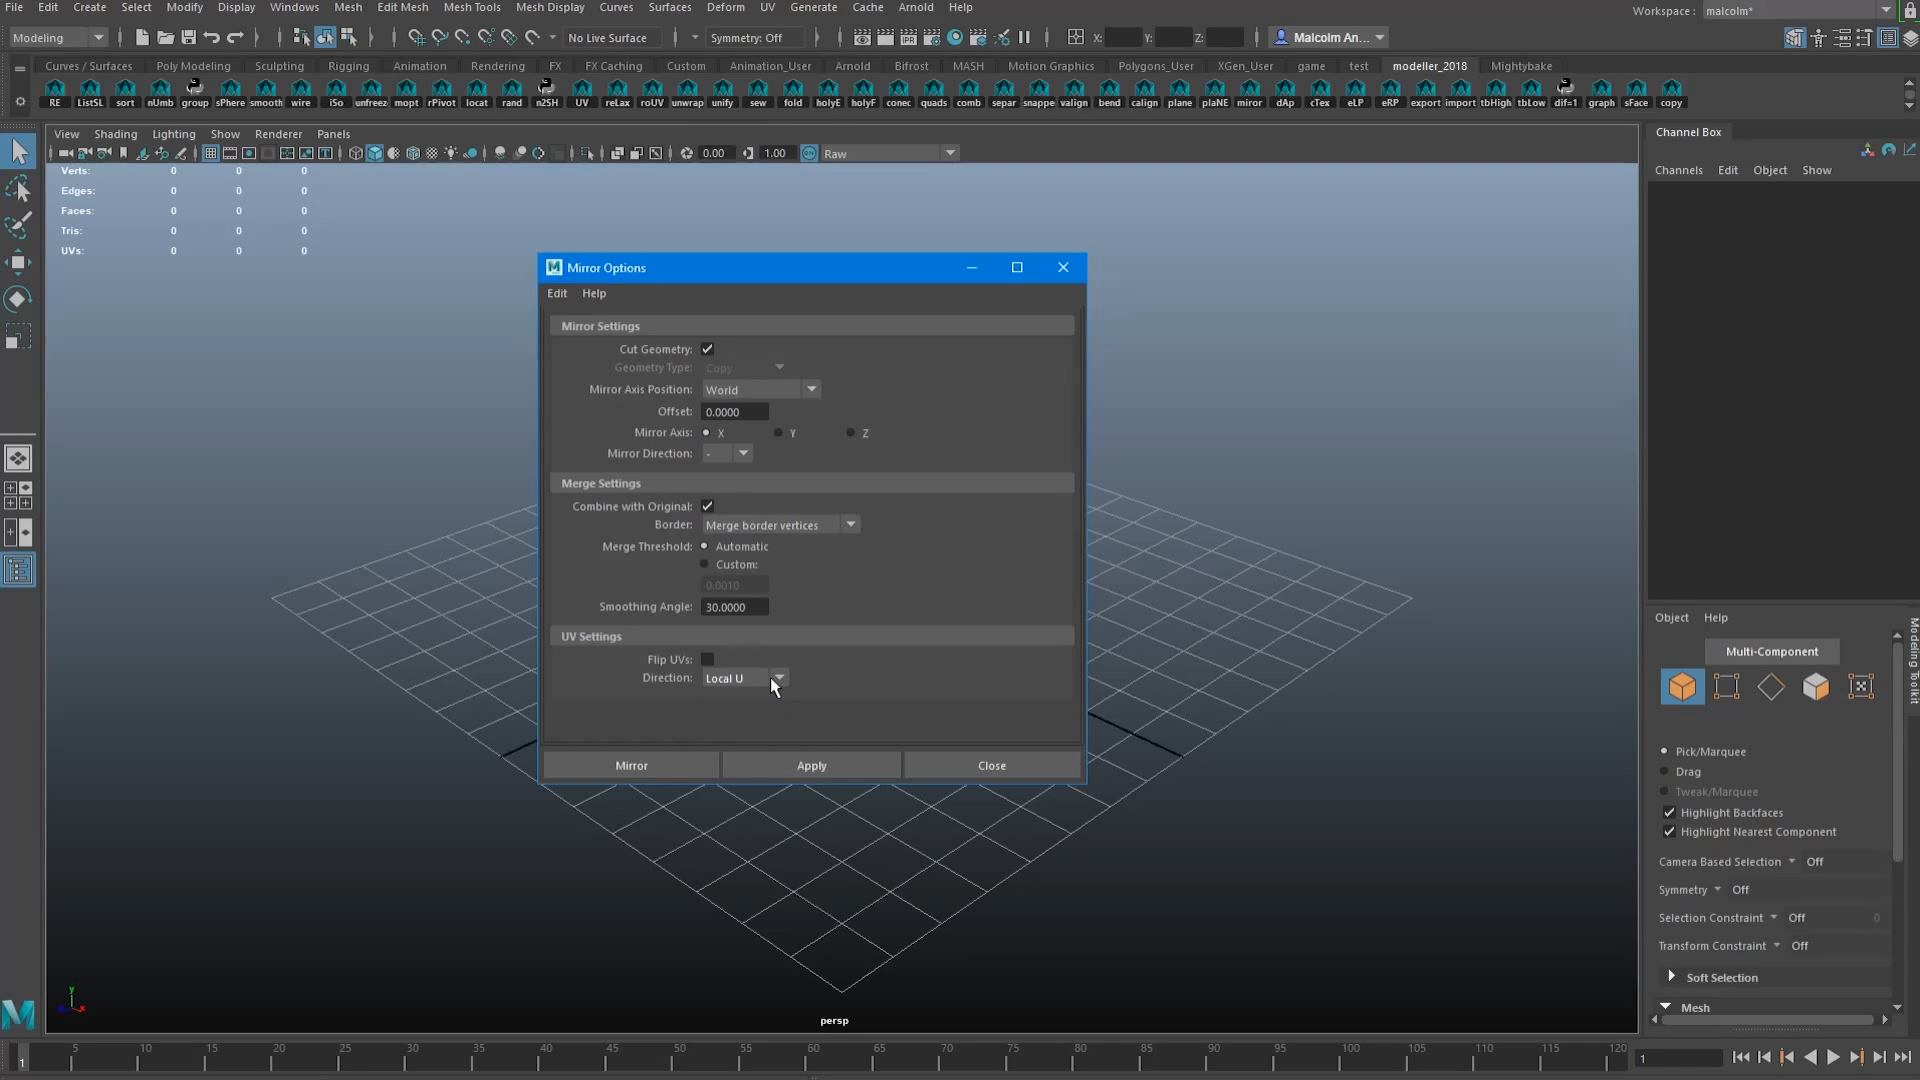 File Edit Create Select Modify Display Windows Mesh Edit Mesh Mesh Tools Mesh Display Curves Surfaces Deform UV Generate Cache Arnold Help
Workspace : malcolm*
Modeling No Live Surface Symmetry: Off IPR X: Y: Z: Malcolm An...
Curves / Surfaces Poly Modeling Sculpting Rigging Animation Rendering FX FX Caching Custom Animation_User Arnold Bifrost MASH Motion Graphics Polygons_User XGen_User game test modeller_2018 Mightybake
RE ListSL sort nUmb group sPhere smooth wire iSo unfreez mopt rPivot locat rand n2SH UV reLax roUV unwrap unify sew fold holyE holyF conec quads comb separ snappe valign bend calign plane plaNE miror dAp cTex eLP eRP export import tbHigh tbLow dif=1 graph sFace copy
View Shading Lighting Show Renderer Panels
0.00 1.00 Raw
Verts: 0 0 0
Edges: 0 0 0
Faces: 0 0 0
Tris: 0 0 0
UVs: 0 0 0
Mirror Options
Edit Help
Mirror Settings
Cut Geometry:
Geometry Type: Copy
Mirror Axis Position: World
Offset: 0.0000
Mirror Axis: X Y Z
Mirror Direction: -
Merge Settings
Combine with Original:
Border: Merge border vertices
Merge Threshold: Automatic
Custom:
0.0010
Smoothing Angle: 30.0000
UV Settings
Flip UVs:
Direction: Local U
Mirror Apply Close
y
x
persp
Channel Box
Channels Edit Object Show
Object Help
Modeling Toolkit
Multi-Component
Pick/Marquee
Drag
Tweak/Marquee
Highlight Backfaces
Highlight Nearest Component
Camera Based Selection Off
Symmetry Off
Selection Constraint Off 0
Transform Constraint Off
Soft Selection
Mesh
1 5 10 15 20 25 30 35 40 45 50 55 60 65 70 75 80 85 90 95 100 105 110 115 120
1